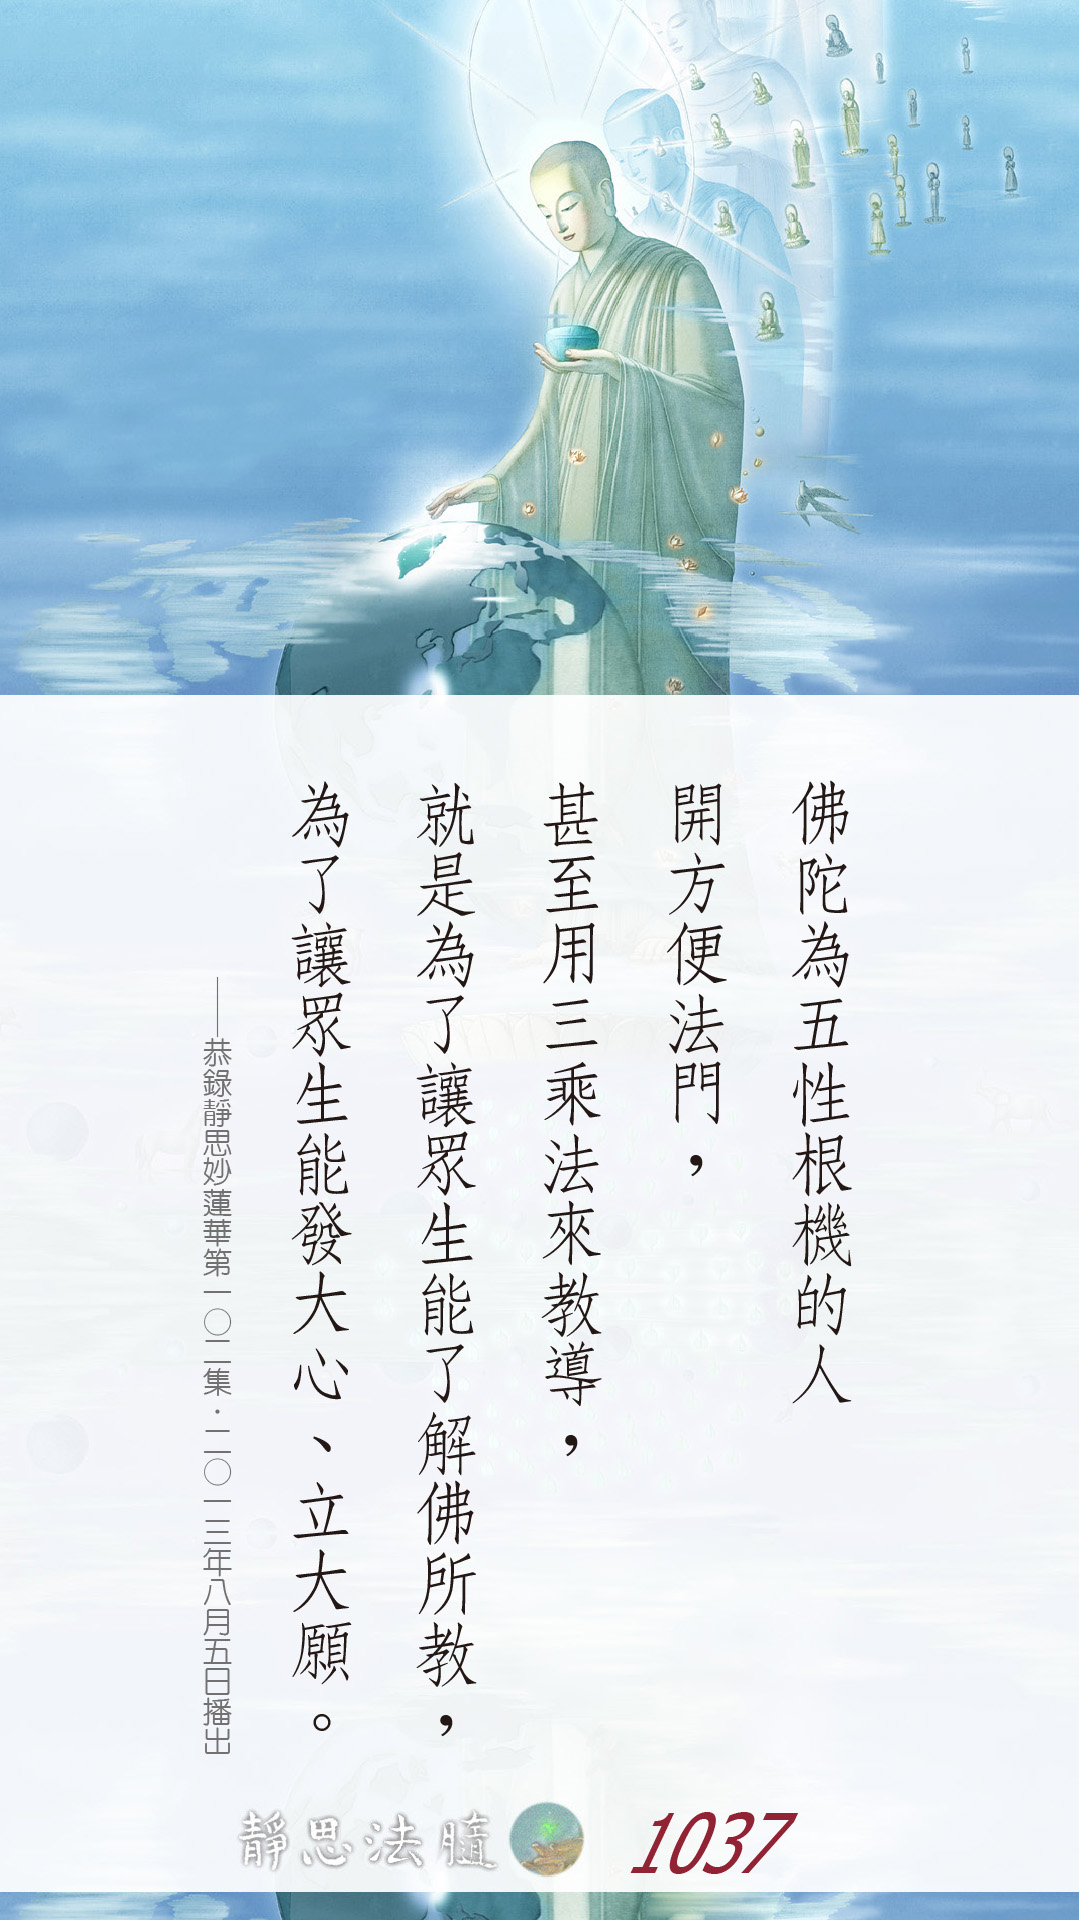 佛陀為五性根機的人
開方便法門，
甚至用三乘法來教導，
就是為了讓眾生能了解佛所教，
為了讓眾生能發大心、立大願。
——恭錄靜思妙蓮華第一〇二集．二〇一三年八月五日播出
靜思法髓
1037